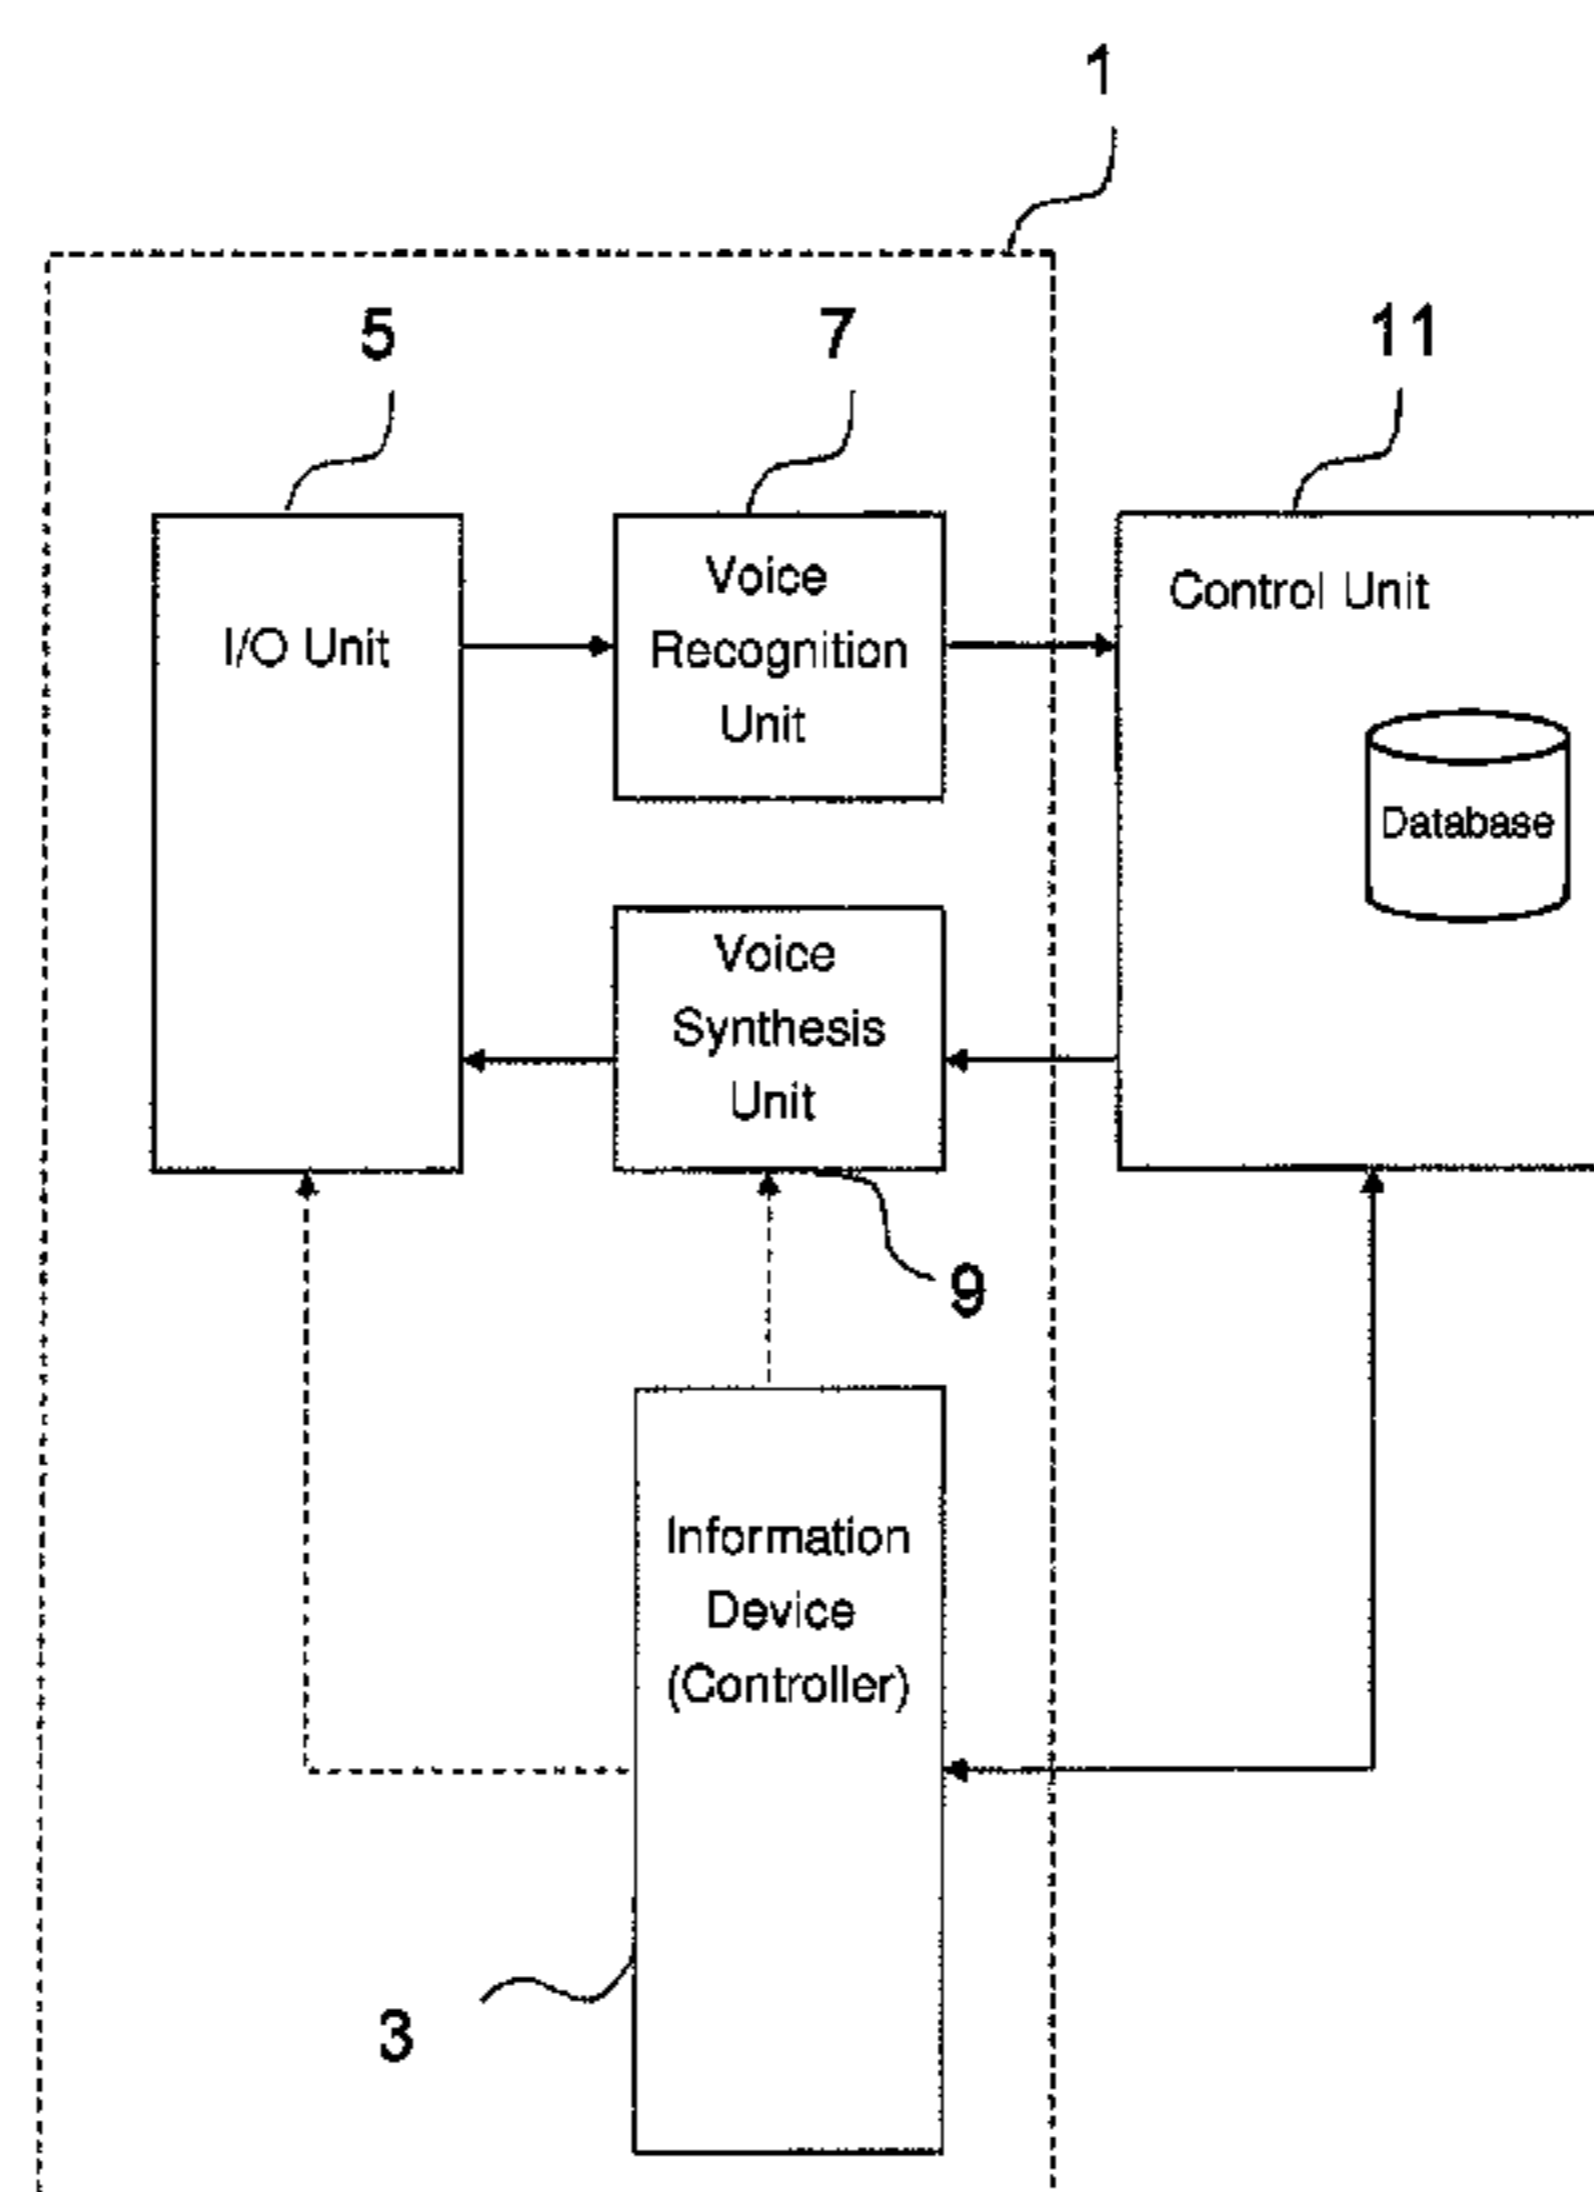 1
5
7
11
I/O Unit
Voice
Recognition
Unit
Control Unit
Database
Voice
Synthesis
Unit
9
Information
Device
(Controller)
3